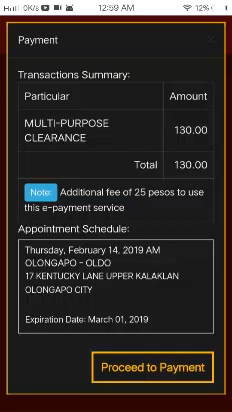 0K/s 12:59 AM 12%
Payment
Transactions Summary:
Particular Amount
MULTI-PURPOSE
CLEARANCE
130.00
Total 130.00
Note: Additional fee of 25 pesos to use
this e-payment service
Appointment Schedule:
Thursday, February 14, 2019 AM
OLONGAPO - OLDO
17 KENTUCKY LANE UPPER KALAKLAN
OLONGAPO CITY
Expiration Date: March 01, 2019
Proceed to Payment